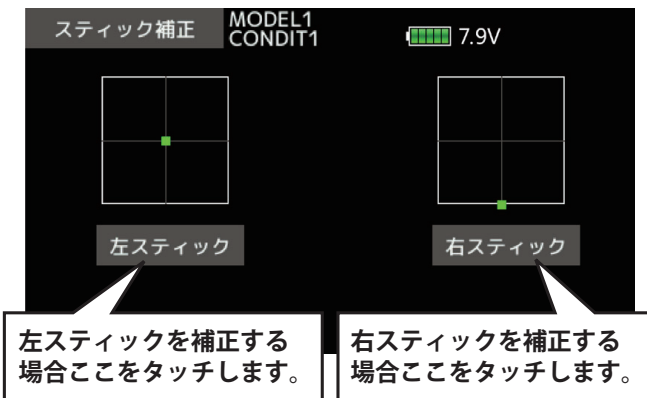 スティック補正
MODEL1
CONDIT1
7.9V
左スティック
右スティック
左スティックを補正する
場合ここをタッチします。
右スティックを補正する
場合ここをタッチします。